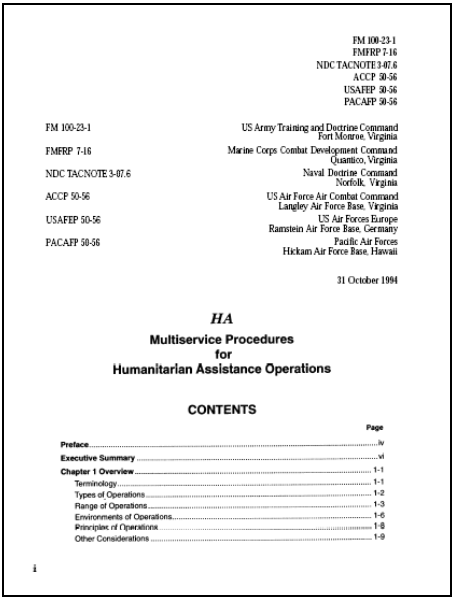 FM 100-23-1
FMFRP 7-16
NDC TACNOTE 3-07.6
ACCP 50-56
USAFEP 50-56
PACAFP 50-56
FM 100-23-1 US Army Training and Doctrine Command
Fort Monroe, Virginia
FMFRP 7-16 Marine Corps Combat Development Command
Quantico, Virginia
NDC TACNOTE 3-07.6 Naval Doctrine Command
Norfolk, Virginia
ACCP 50-56 US Air Force Air Combat Command
Langley Air Force Base, Virginia
USAFEP 50-56 US Air Forces Europe
Ramstein Air Force Base, Germany
PACAFP 50-56 Pacific Air Forces
Hickam Air Force Base, Hawaii
31 October 1994
HA
Multiservice Procedures
for
Humanitarian Assistance Operations
CONTENTS
Page
Preface iv
Executive Summary vi
Chapter 1 Overview 1-1
Terminology 1-1
Types of Operations 1-2
Range of Operations 1-3
Environments of Operations 1-6
Principles of Operations 1-8
Other Considerations 1-9
i